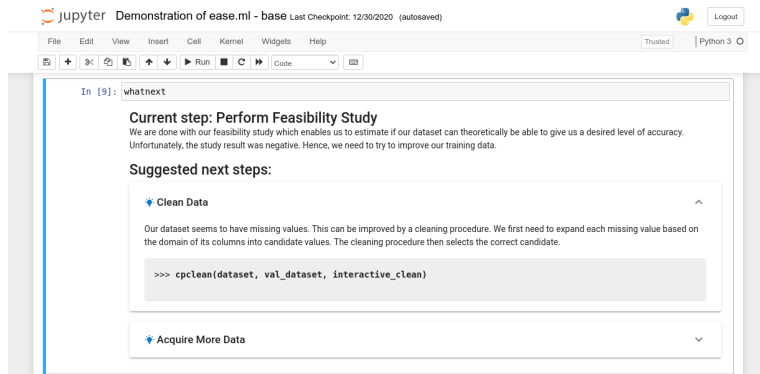 jupyter Demonstration of ease.ml - base Last Checkpoint: 12/30/2020 (autosaved)
Logout
File Edit View Insert Cell Kernel Widgets Help
Trusted Python 3
Run Code
In [9]: whatnext
Current step: Perform Feasibility Study
We are done with our feasibility study which enables us to estimate if our dataset can theoretically be able to give us a desired level of accuracy.
Unfortunately, the study result was negative. Hence, we need to try to improve our training data.
Suggested next steps:
Clean Data
Our dataset seems to have missing values. This can be improved by a cleaning procedure. We first need to expand each missing value based on
the domain of its columns into candidate values. The cleaning procedure then selects the correct candidate.
>>> cpclean(dataset, val_dataset, interactive_clean)
Acquire More Data